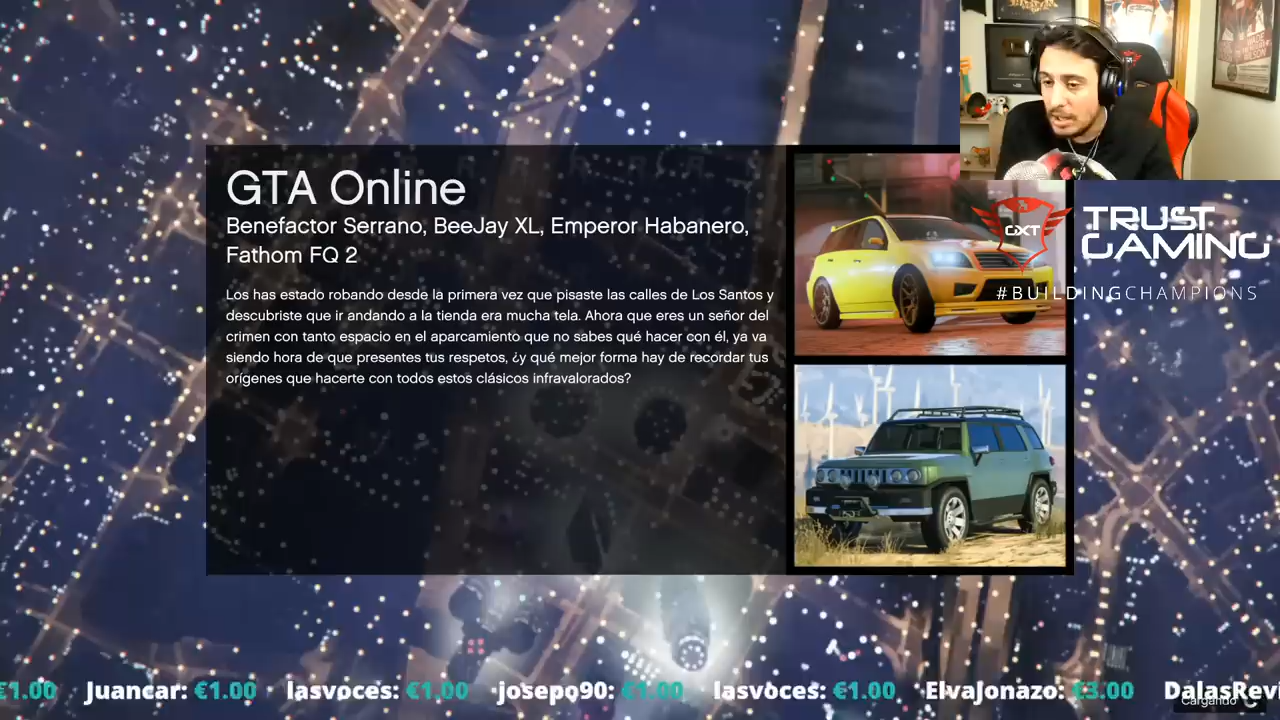 GTA Online
Benefactor Serrano, BeeJay XL, Emperor Habanero,
Fathom FQ 2
Los has estado robando desde la primera vez que pisaste las calles de Los Santos y
descubriste que ir andando a la tienda era mucha tela. Ahora que eres un señor del
crimen con tanto espacio en el aparcamiento que no sabes qué hacer con él, ya va
siendo hora de que presentes tus respetos, ¿y qué mejor forma hay de recordar tus
orígenes que hacerte con todos estos clásicos infravalorados?
GXT
TRUST
GAMING
#BUILDINGCHAMPIONS
€1.00 Juancar: €1.00 lasvoces: €1.00 josepo90: €1.00 lasvoces: €1.00 ElvaJonazo: €3.00 DalasRevi
Cargando